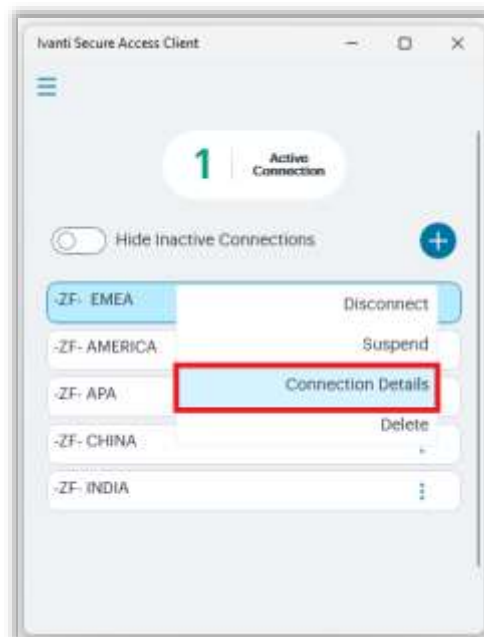 Ivanti Secure Access Client
1 Active
Connection
Hide Inactive Connections
-ZF- EMEA
Disconnect
-ZF- AMERICA
Suspend
-ZF- APA
Connection Details
-ZF- CHINA
Delete
-ZF- INDIA